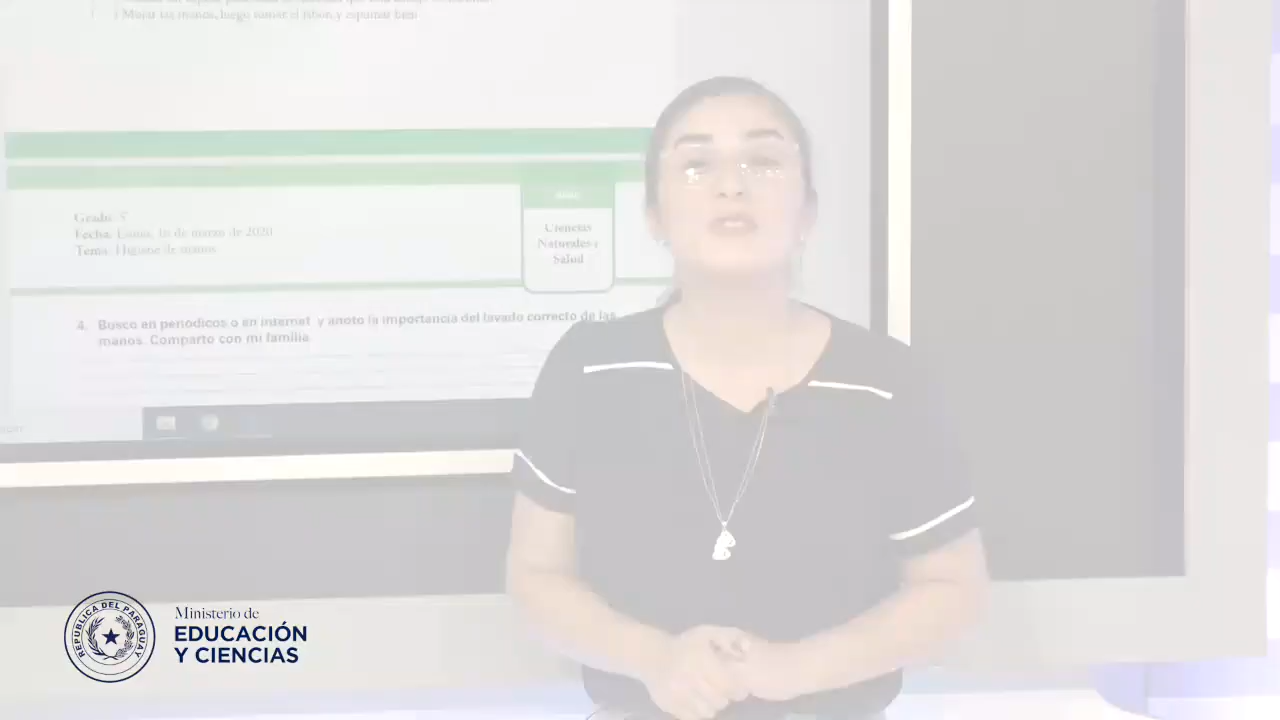 Mojar las manos, luego tomar el jabón y espumar bien
Grado: 5°
Fecha: Lunes, 16 de marzo de 2020
Tema: Higiene de manos
Ciencias
Naturales y
Salud
4. Busco en periódicos o en internet y anoto la importancia del lavado correcto de las
manos. Comparto con mi familia
REPÚBLICA DEL PARAGUAY
Ministerio de
EDUCACIÓN
Y CIENCIAS